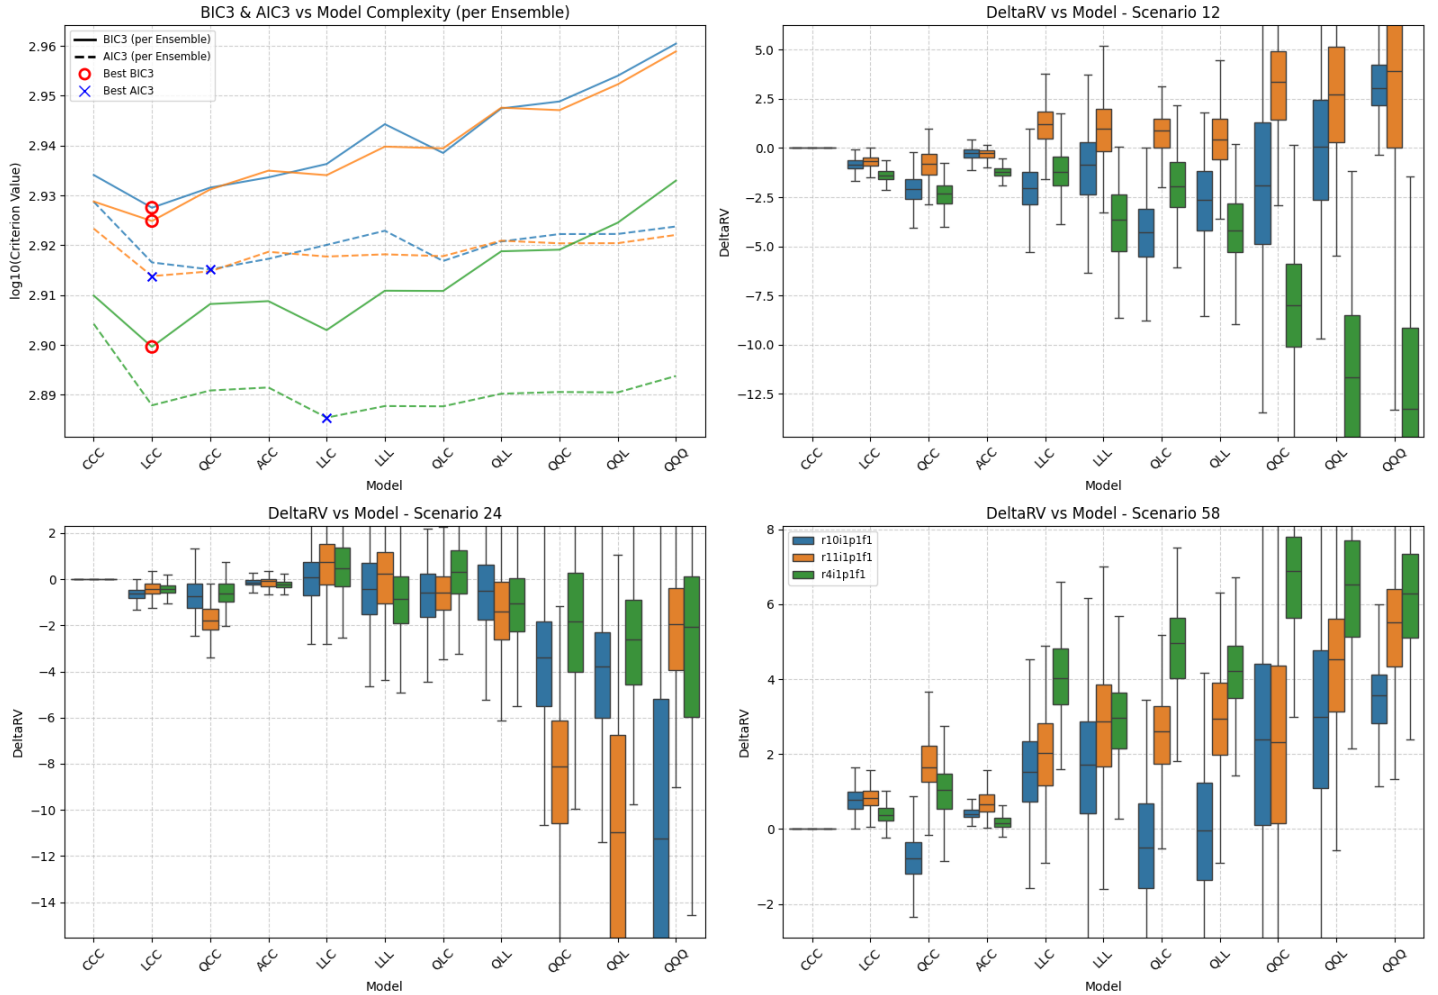 BIC3 & AIC3 vs Model Complexity (per Ensemble)
BIC3 (per Ensemble)
AIC3 (per Ensemble)
Best BIC3
Best AIC3
log10(Criterion Value)
2.96
2.95
2.94
2.93
2.92
2.91
2.90
2.89
CCC LCC QCC ACC LLC LLL QLC QLL QQC QQL QQQ
Model
DeltaRV vs Model - Scenario 12
DeltaRV
5.0
2.5
0.0
−2.5
−5.0
−7.5
−10.0
−12.5
CCC LCC QCC ACC LLC LLL QLC QLL QQC QQL QQQ
Model
DeltaRV vs Model - Scenario 24
DeltaRV
2
0
−2
−4
−6
−8
−10
−12
−14
CCC LCC QCC ACC LLC LLL QLC QLL QQC QQL QQQ
Model
DeltaRV vs Model - Scenario 58
r10i1p1f1
r11i1p1f1
r4i1p1f1
DeltaRV
8
6
4
2
0
−2
CCC LCC QCC ACC LLC LLL QLC QLL QQC QQL QQQ
Model